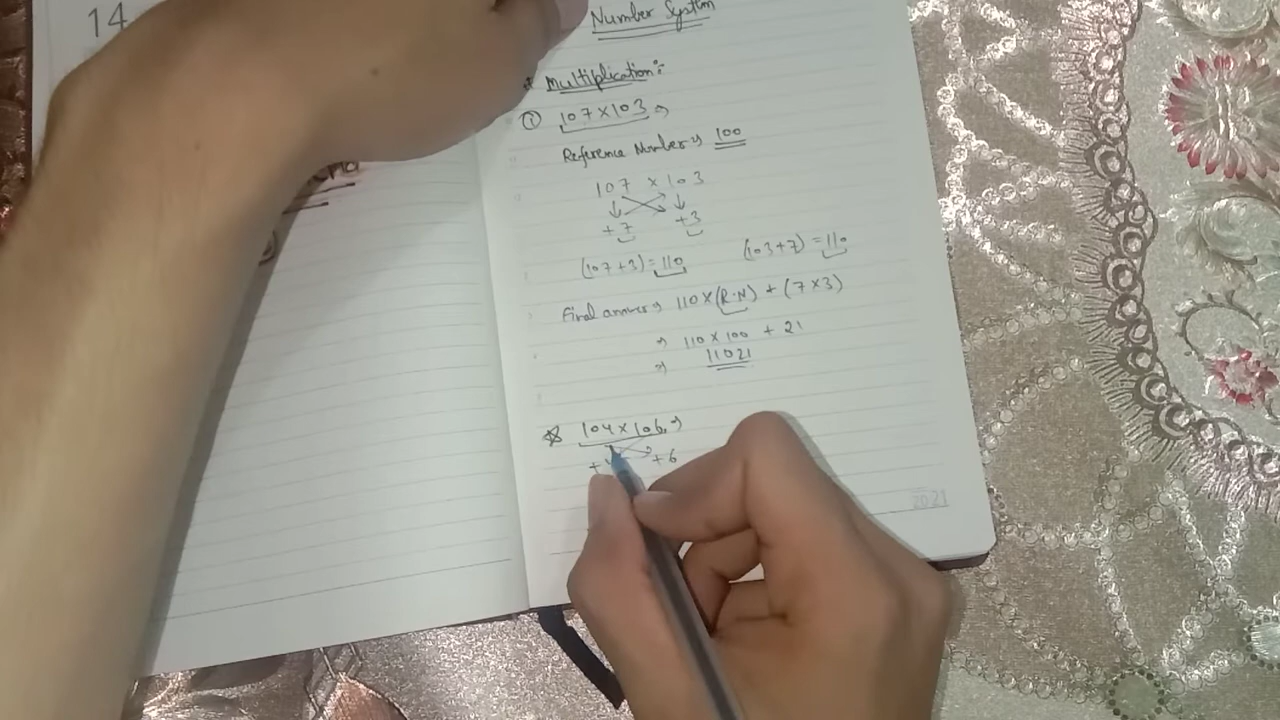 14
Number System
* Multiplication :-
① 107 × 103 ⇒
Reference Number ⇒ 100
107 × 103
+7 +3
(107+3) = 110 (103+7) = 110
Final answer ⇒ 110 × (R.N) + (7×3)
⇒ 110 × 100 + 21
⇒ 11021
104 × 106 ⇒
+ +6
2021